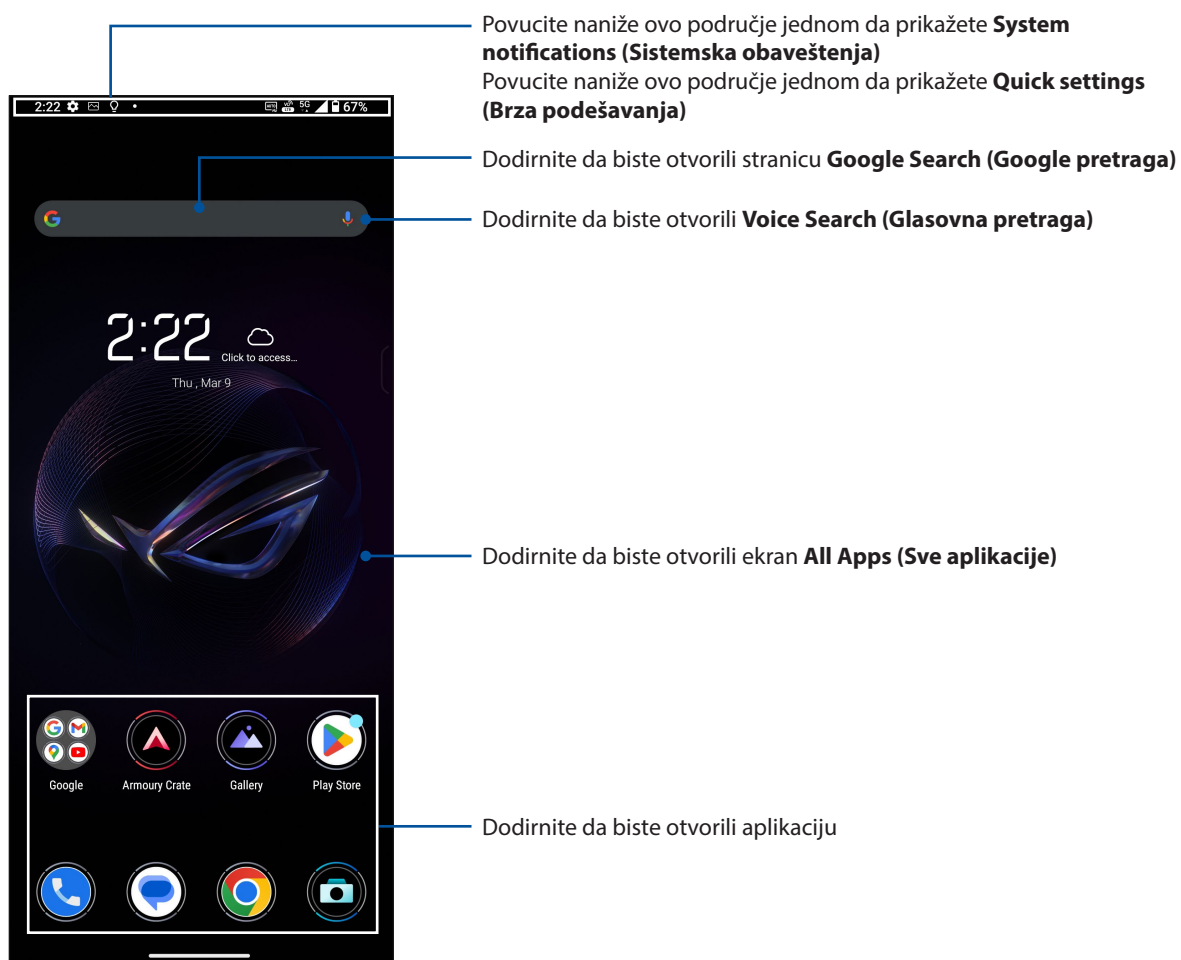 Povucite naniže ovo područje jednom da prikažete System
notifications (Sistemska obaveštenja)
Povucite naniže ovo područje jednom da prikažete Quick settings
(Brza podešavanja)
2:22
5G
67%
Dodirnite da biste otvorili stranicu Google Search (Google pretraga)
Dodirnite da biste otvorili Voice Search (Glasovna pretraga)
2:22
Click to access...
Thu , Mar 9
Dodirnite da biste otvorili ekran All Apps (Sve aplikacije)
Google
Armoury Crate
Gallery
Play Store
Dodirnite da biste otvorili aplikaciju